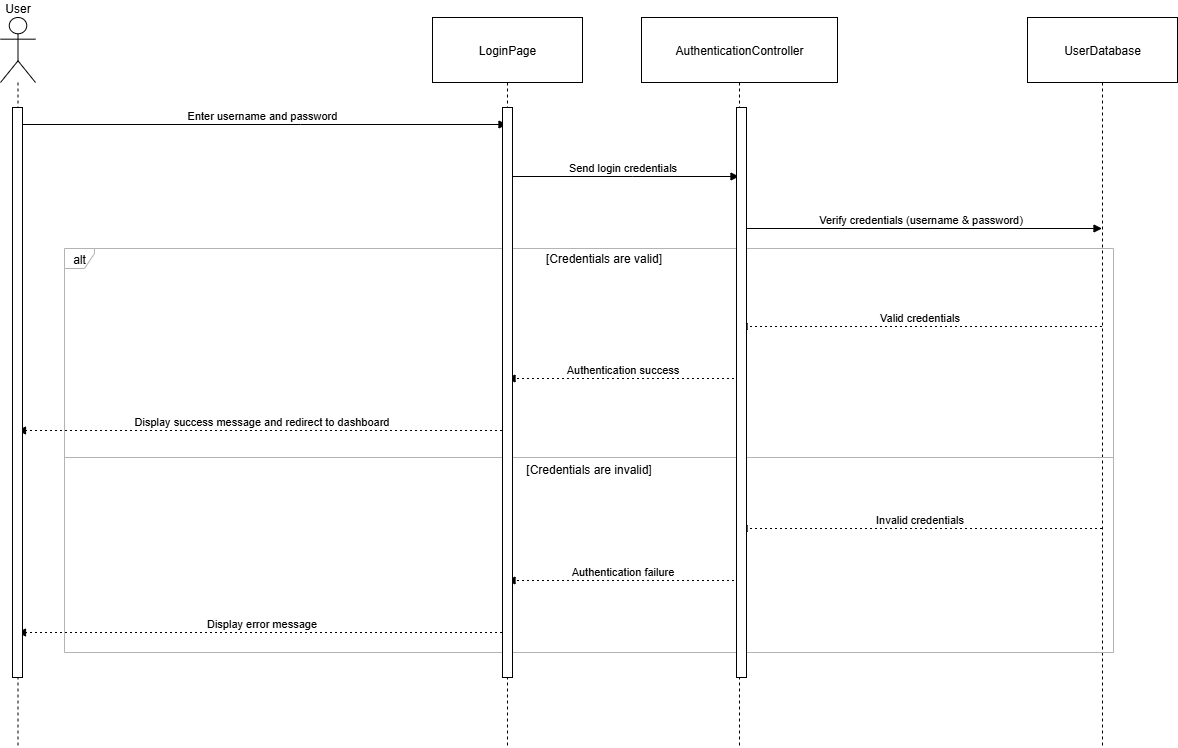 User
LoginPage
AuthenticationController
UserDatabase
Enter username and password
Send login credentials
Verify credentials (username & password)
alt
[Credentials are valid]
Valid credentials
Authentication success
Display success message and redirect to dashboard
[Credentials are invalid]
Invalid credentials
Authentication failure
Display error message